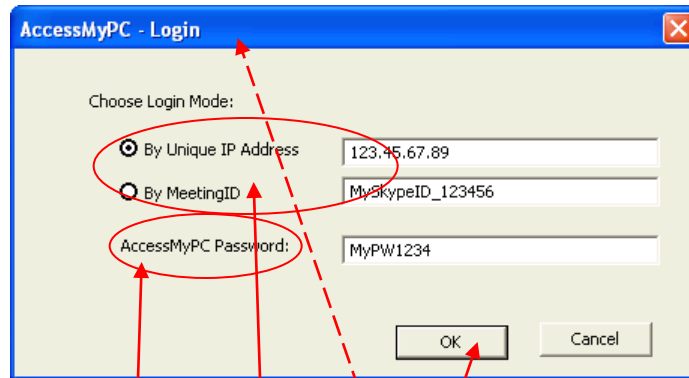 AccessMyPC - Login
Choose Login Mode:
By Unique IP Address 123.45.67.89
By MeetingID MySkypeID_123456
AccessMyPC Password: MyPW1234
OK Cancel